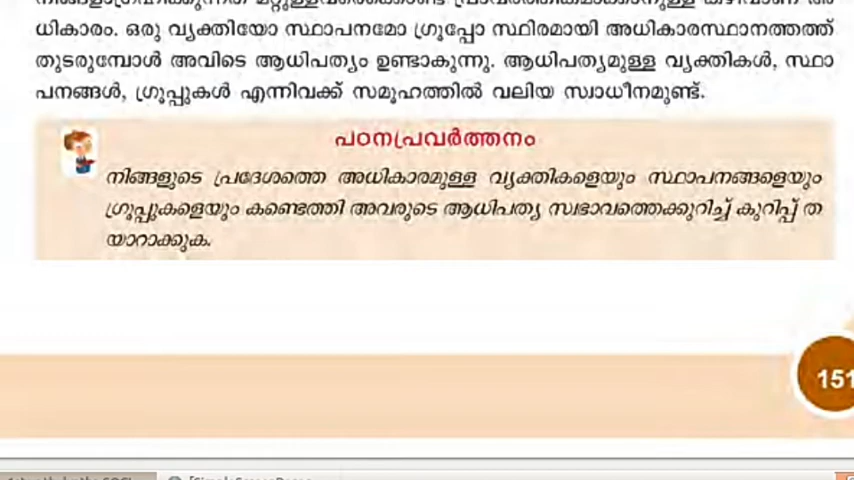 ധികാരം. ഒരു വ്യക്തിയോ സ്ഥാപനമോ ഗ്രൂപ്പോ സ്ഥിരമായി അധികാരസ്ഥാനത്തത്ത്
തുടരുമ്പോൾ അവിടെ ആധിപത്യം ഉണ്ടാകുന്നു. ആധിപത്യമുള്ള വ്യക്തികൾ, സ്ഥാ
പനങ്ങൾ, ഗ്രൂപ്പുകൾ എന്നിവക്ക് സമൂഹത്തിൽ വലിയ സ്വാധീനമുണ്ട്.
പഠനപ്രവർത്തനം
നിങ്ങളുടെ പ്രദേശത്തെ അധികാരമുള്ള വ്യക്തികളെയും സ്ഥാപനങ്ങളെയും
ഗ്രൂപ്പുകളെയും കണ്ടെത്തി അവരുടെ ആധിപത്യ സ്വഭാവത്തെക്കുറിച്ച് കുറിപ്പ് ത
യാറാക്കുക.
151